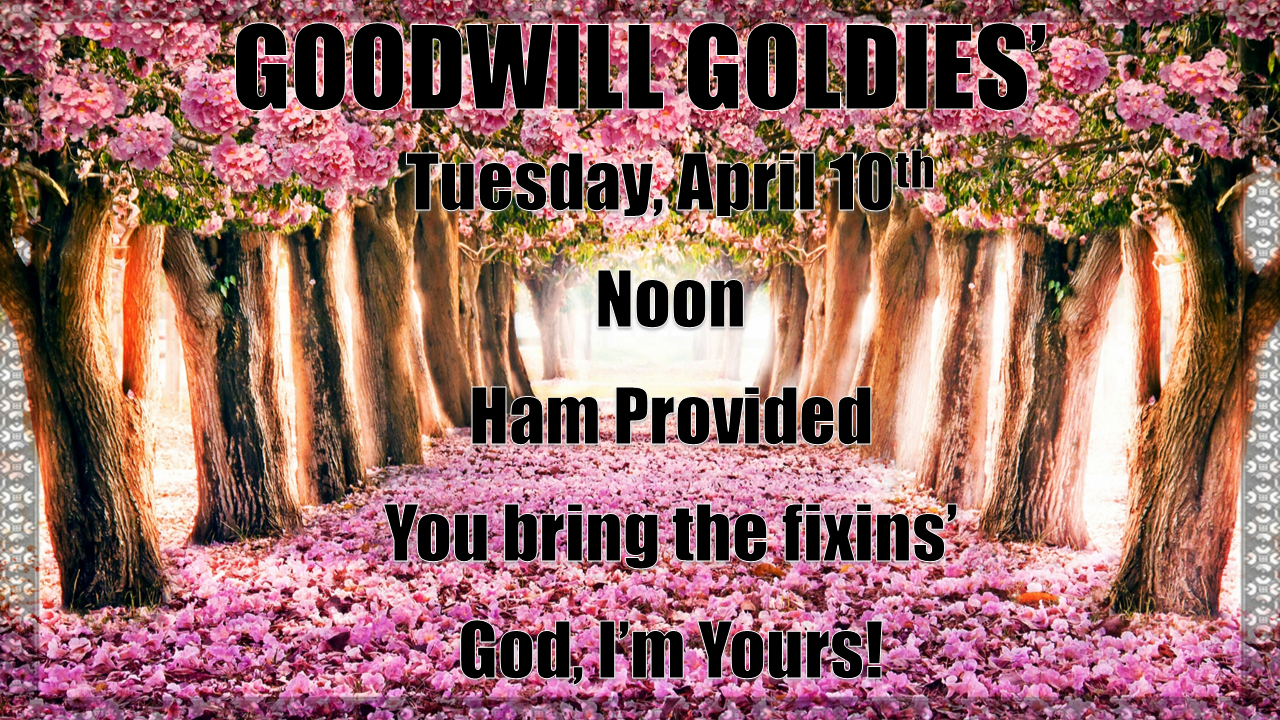 GOODWILL GOLDIES’
Tuesday, April 10th
Noon
Ham Provided
You bring the fixins’
God, I’m Yours!